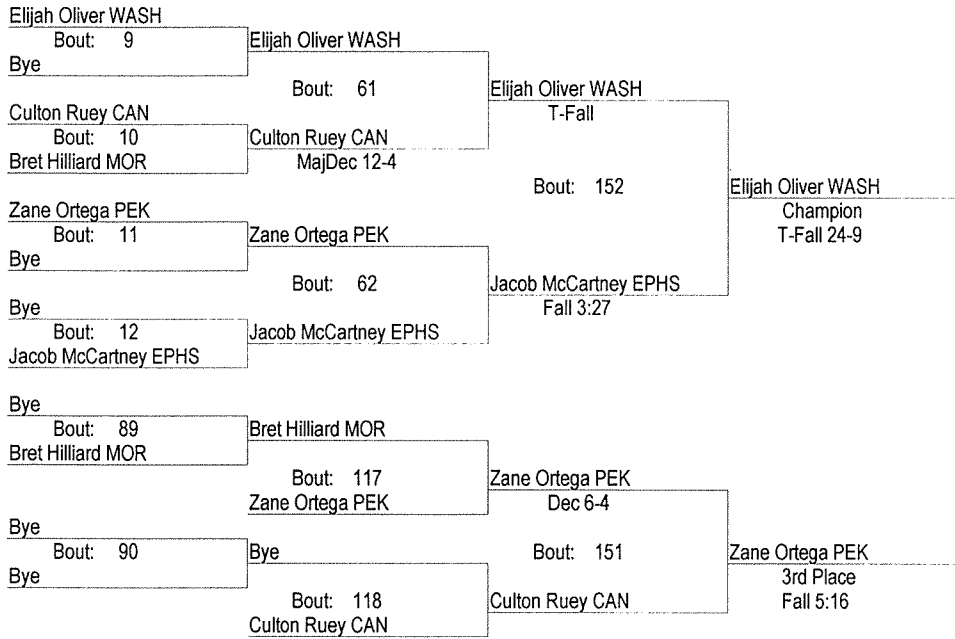 Elijah Oliver WASH
Bout: 9
Bye
Elijah Oliver WASH
Bout: 61
Culton Ruey CAN
Bout: 10
Bret Hilliard MOR
Culton Ruey CAN
MajDec 12-4
Elijah Oliver WASH
T-Fall
Bout: 152
Zane Ortega PEK
Bout: 11
Bye
Zane Ortega PEK
Bout: 62
Bye
Bout: 12
Jacob McCartney EPHS
Jacob McCartney EPHS
Jacob McCartney EPHS
Fall 3:27
Elijah Oliver WASH
Champion
T-Fall 24-9
Bye
Bout: 89
Bret Hilliard MOR
Bret Hilliard MOR
Bout: 117
Zane Ortega PEK
Zane Ortega PEK
Dec 6-4
Bout: 151
Bye
Bout: 90
Bye
Bye
Bout: 118
Culton Ruey CAN
Culton Ruey CAN
Zane Ortega PEK
3rd Place
Fall 5:16